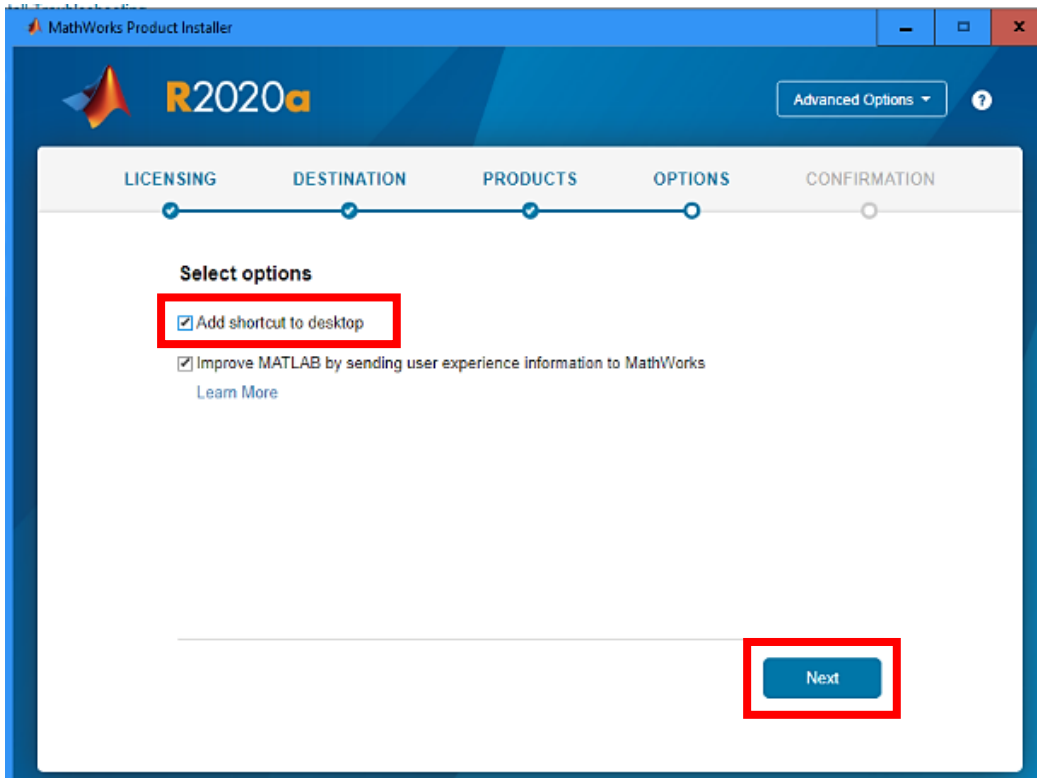 MathWorks Product Installer
R2020a
Advanced Options
?
LICENSING DESTINATION PRODUCTS OPTIONS CONFIRMATION
Select options
Add shortcut to desktop
Improve MATLAB by sending user experience information to MathWorks
Learn More
Next